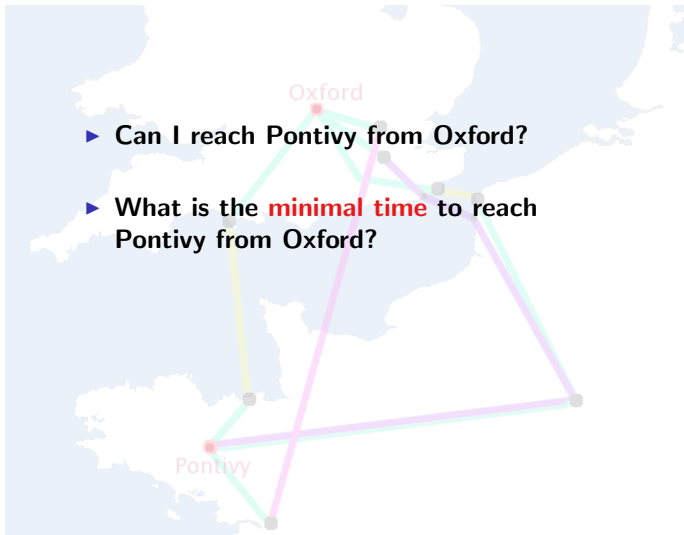 Oxford
Can I reach Pontivy from Oxford?
What is the minimal time to reach
Pontivy from Oxford?
Pontivy